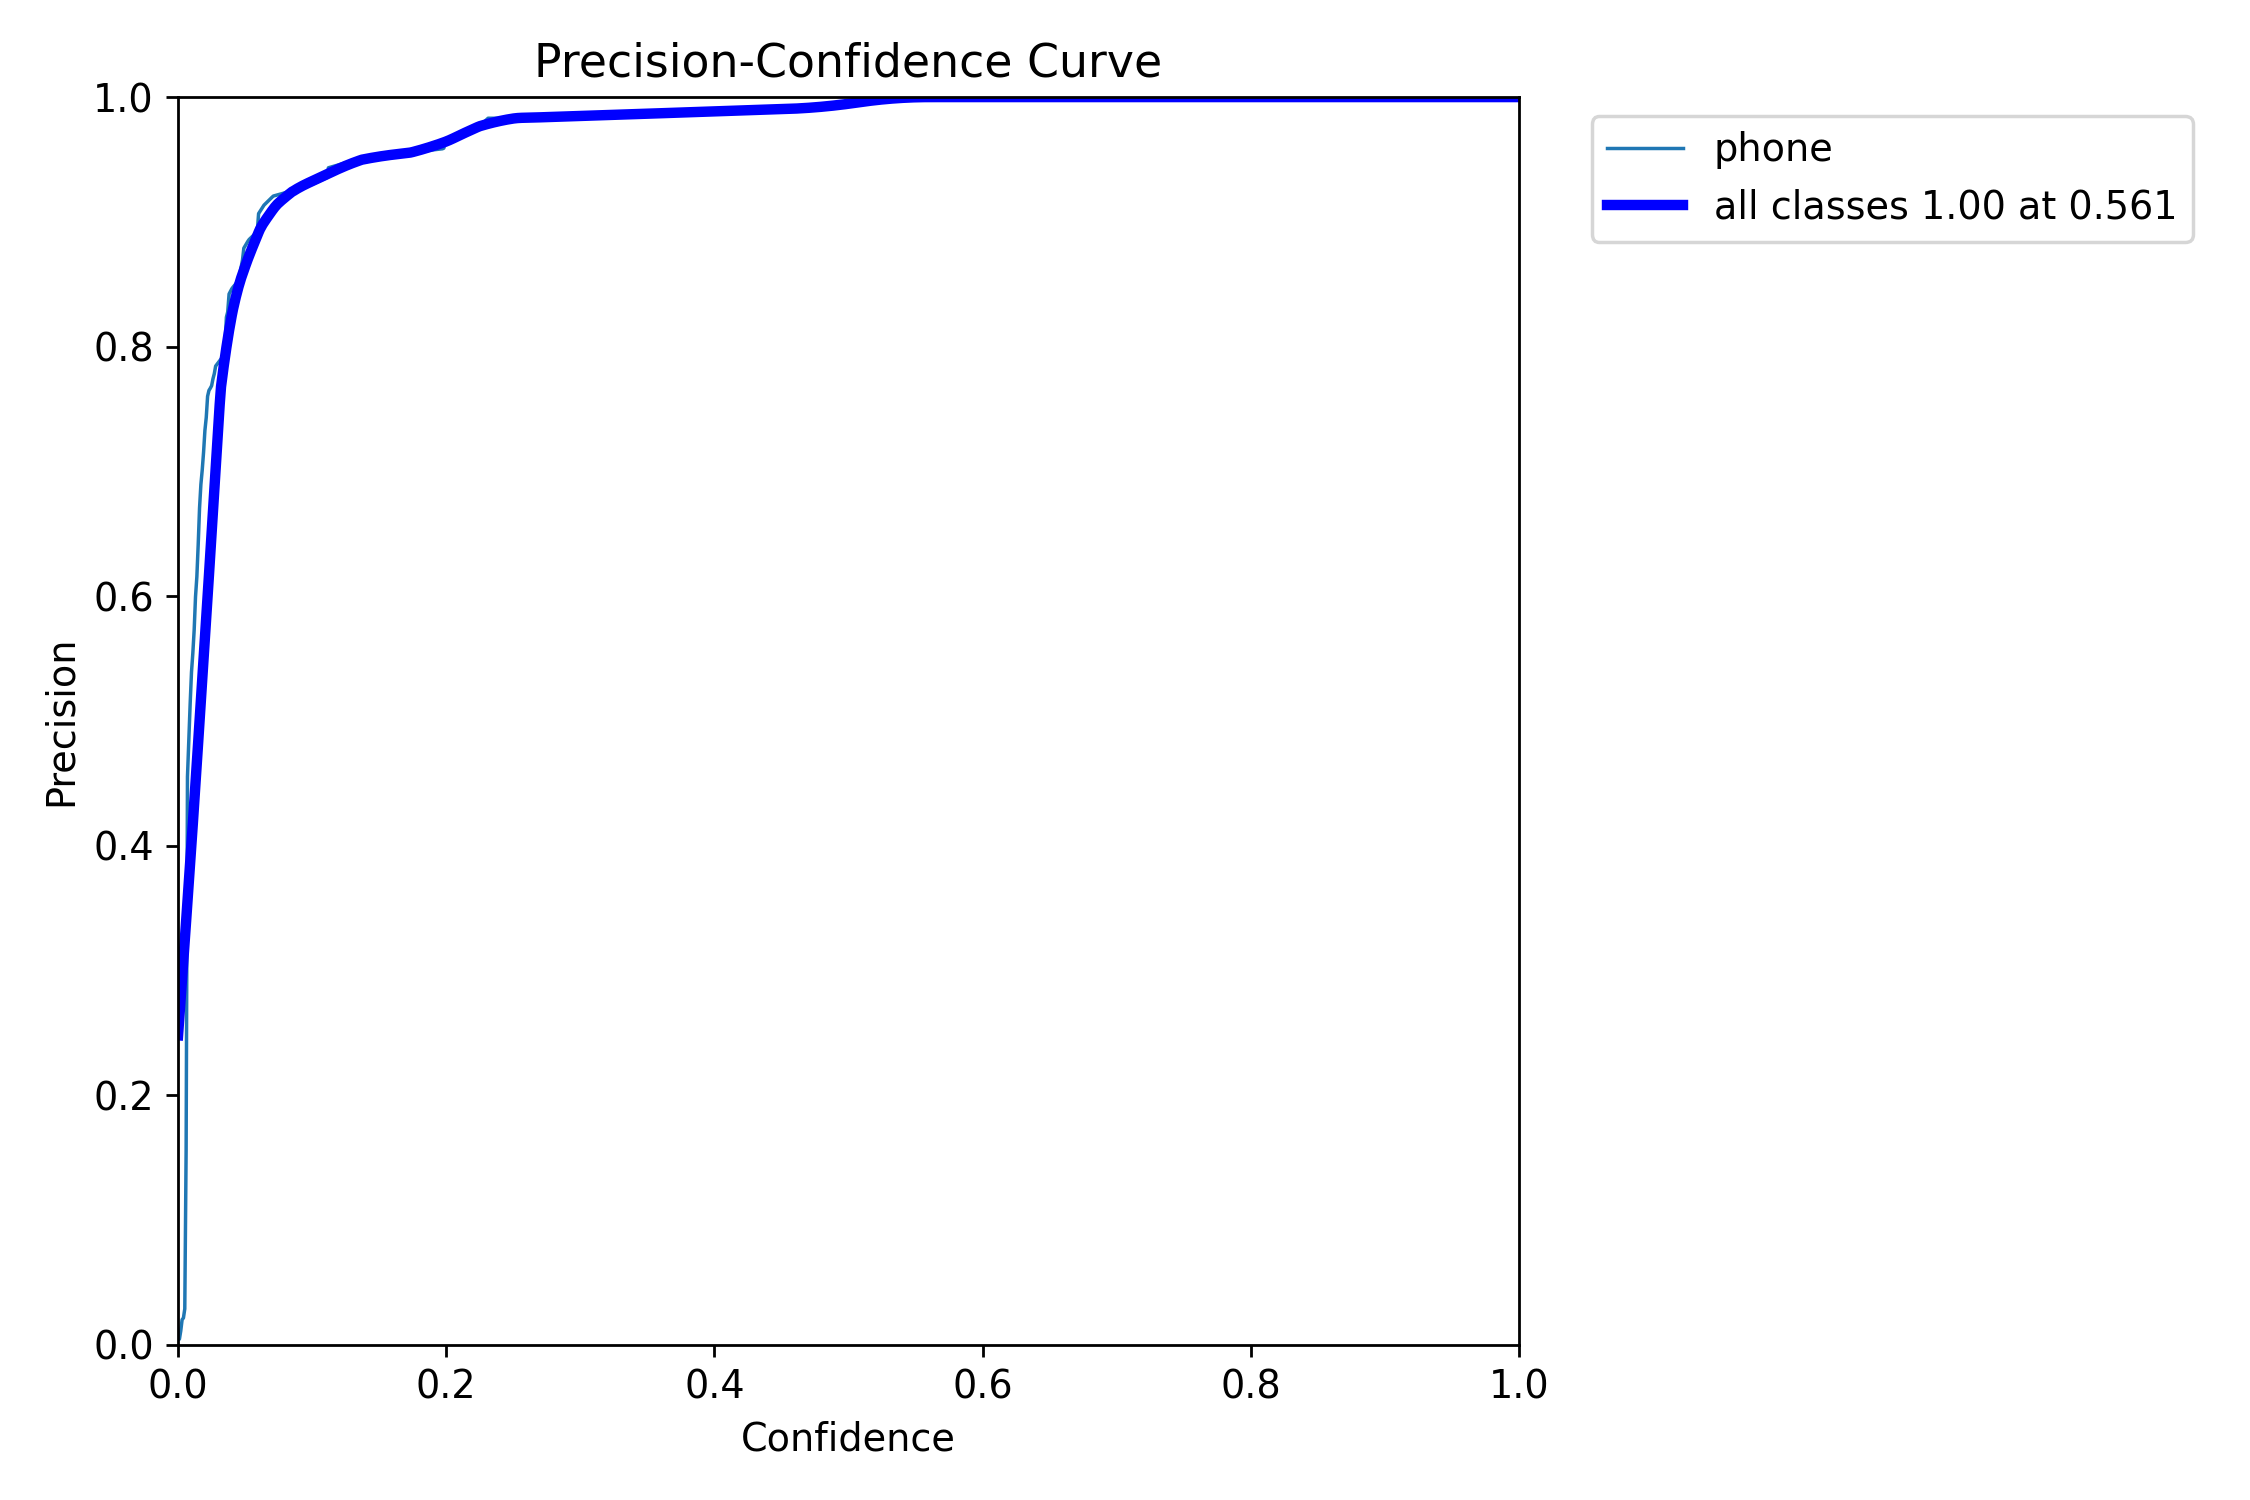 Precision-Confidence Curve
1.0
0.8
0.6
0.4
0.2
0.0
Precision
0.0 0.2 0.4 0.6 0.8 1.0
Confidence
phone
all classes 1.00 at 0.561